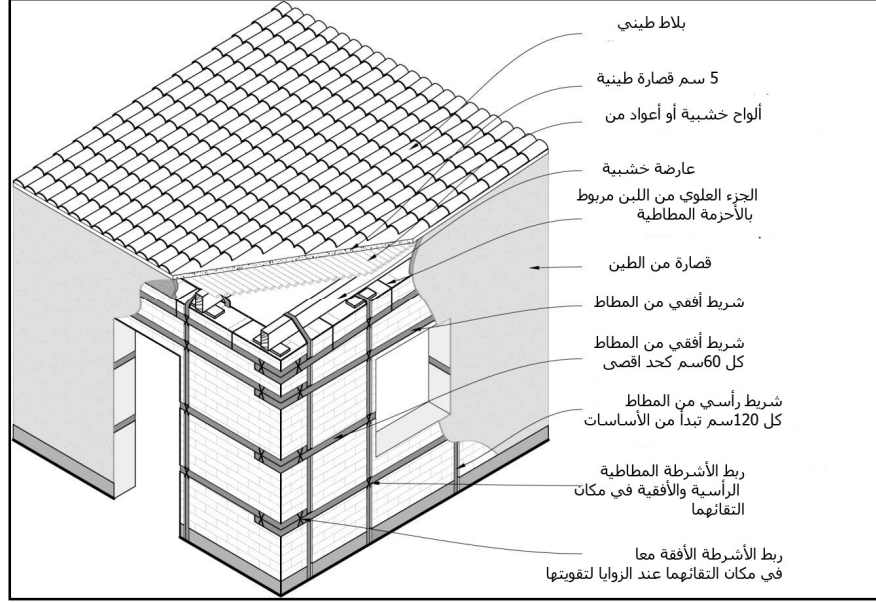 بلاط طيني
5 سم قصارة طينية
ألواح خشبية أو أعواد من
عارضة خشبية
الجزء العلوي من اللبن مربوط
بالأحزمة المطاطية
قصارة من الطين
شريط أفقي من المطاط
شريط أفقي من المطاط
كل 60سم كحد اقصى
شريط رأسي من المطاط
كل 120سم تبدأ من الأساسات
ربط الأشرطة المطاطية
الرأسية والأفقية في مكان
التقائهما
ربط الأشرطة الأفقة معا
في مكان التقائهما عند الزوايا لتقويتها